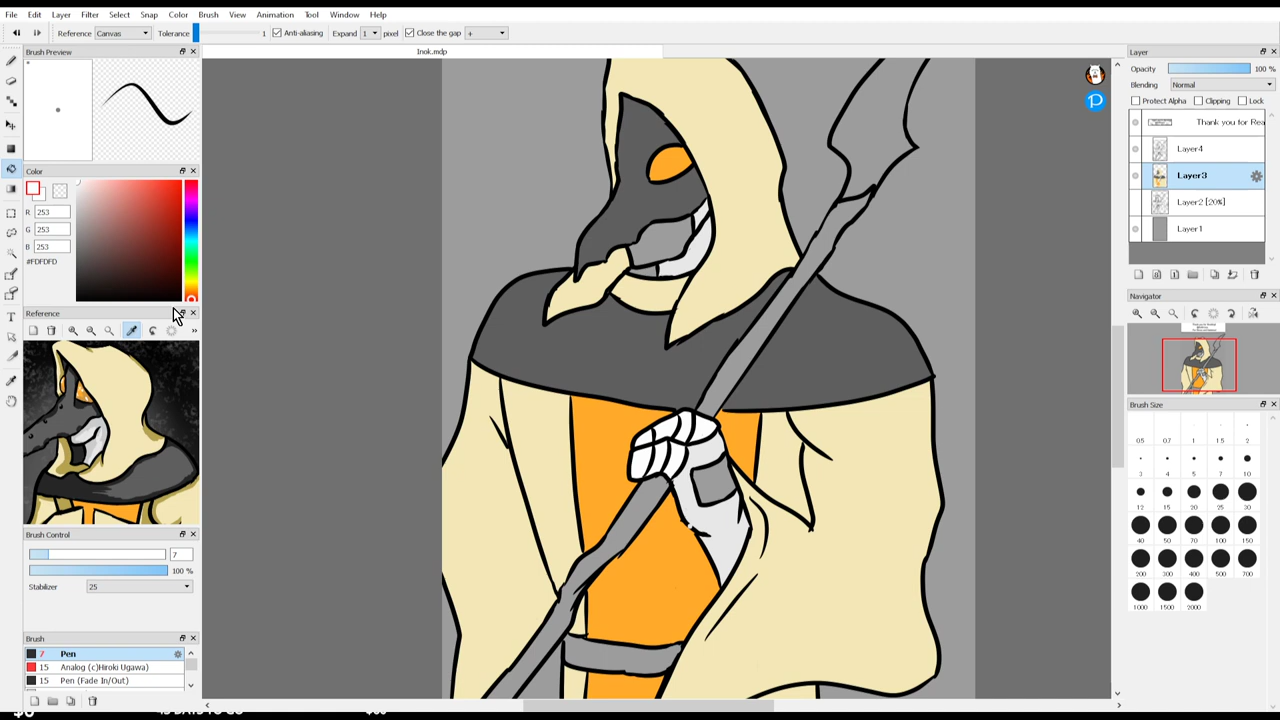 File Edit Layer Filter Snap Select Color Brush View Animation Tool Window Help
Reference Canvas Tolerance 1 Anti-aliasing Expand 1 pixel Close the gap +
Inok.mdp
Brush Preview
Color
R 253
G 253
B 253
#FDFDFD
Reference
Brush Control
7
100 %
Stabilizer 25
Brush
7 Pen
15 Analog (c)Hiroki Ugawa)
15 Pen (Fade In/Out)
Layer
Opacity 100 %
Blending Normal
Protect Alpha Clipping Lock
Thank you for Rea
Layer4
Layer3
Layer2 [20%]
Layer1
Navigator
Brush Size
0.5 0.7 1 1.5 2
3 4 5 7 10
12 15 20 25 30
40 50 70 100 150
200 300 400 500 700
1000 1500 2000